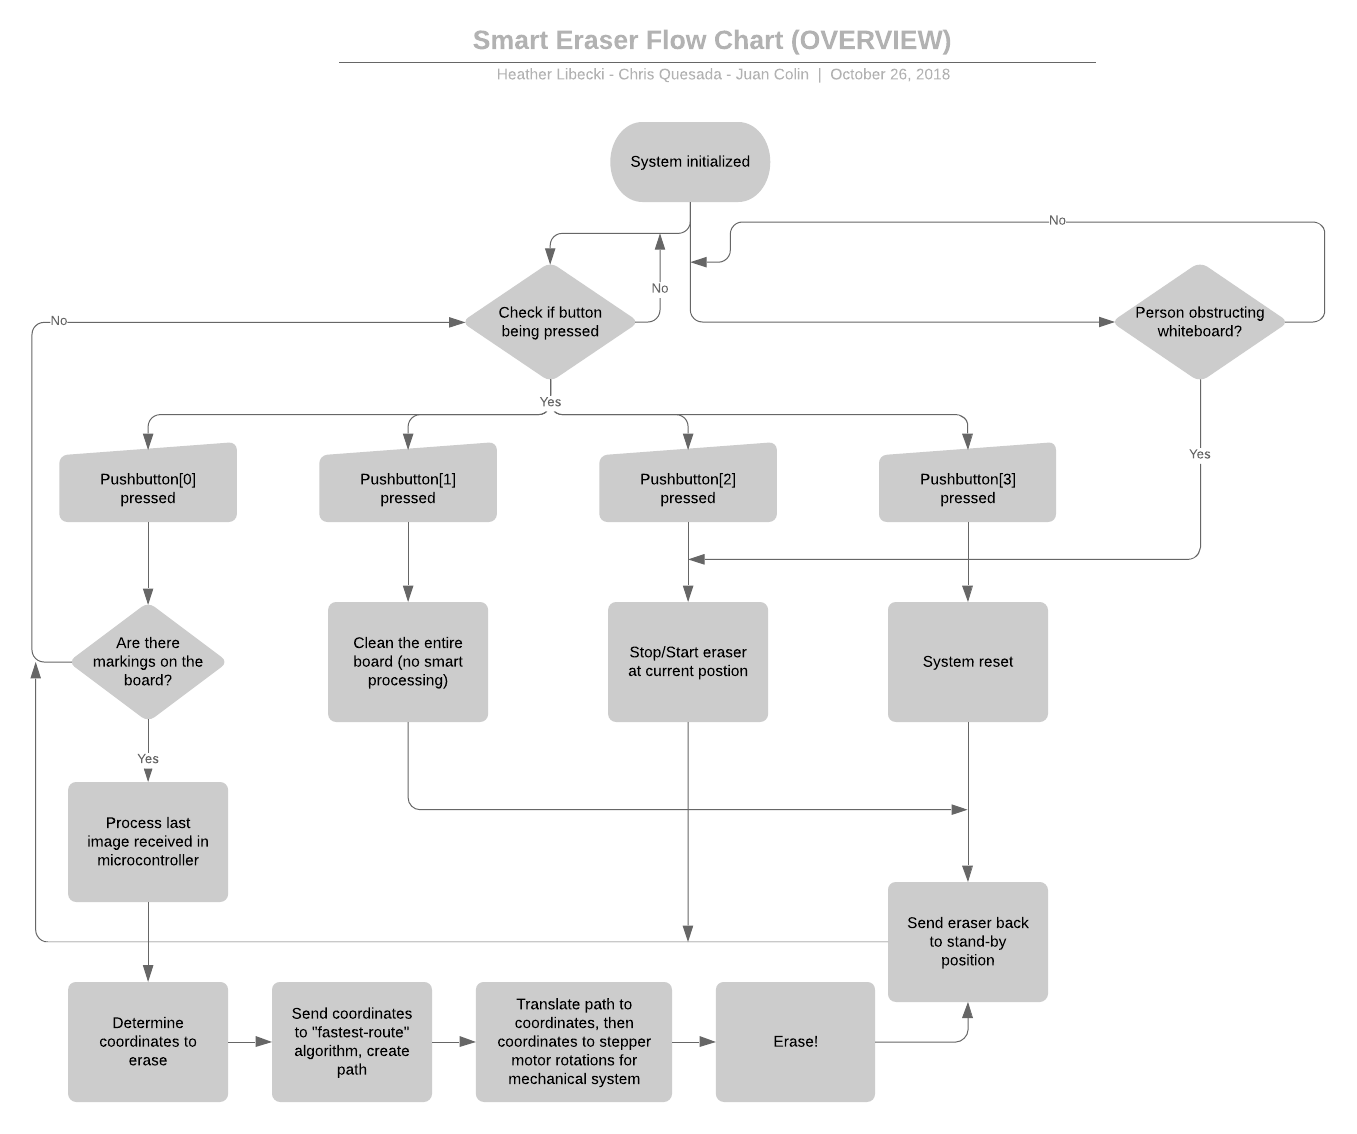 Smart Eraser Flow Chart (OVERVIEW)
Heather Libecki - Chris Quesada - Juan Colin | October 26, 2018
System initialized
No
No
No
Check if button
being pressed
Person obstructing
whiteboard?
Yes
Yes
Pushbutton[0]
pressed
Pushbutton[1]
pressed
Pushbutton[2]
pressed
Pushbutton[3]
pressed
Are there
markings on the
board?
Clean the entire
board (no smart
processing)
Stop/Start eraser
at current postion
System reset
Yes
Process last
image received in
microcontroller
Send eraser back
to stand-by
position
Determine
coordinates to
erase
Send coordinates
to "fastest-route"
algorithm, create
path
Translate path to
coordinates, then
coordinates to stepper
motor rotations for
mechanical system
Erase!